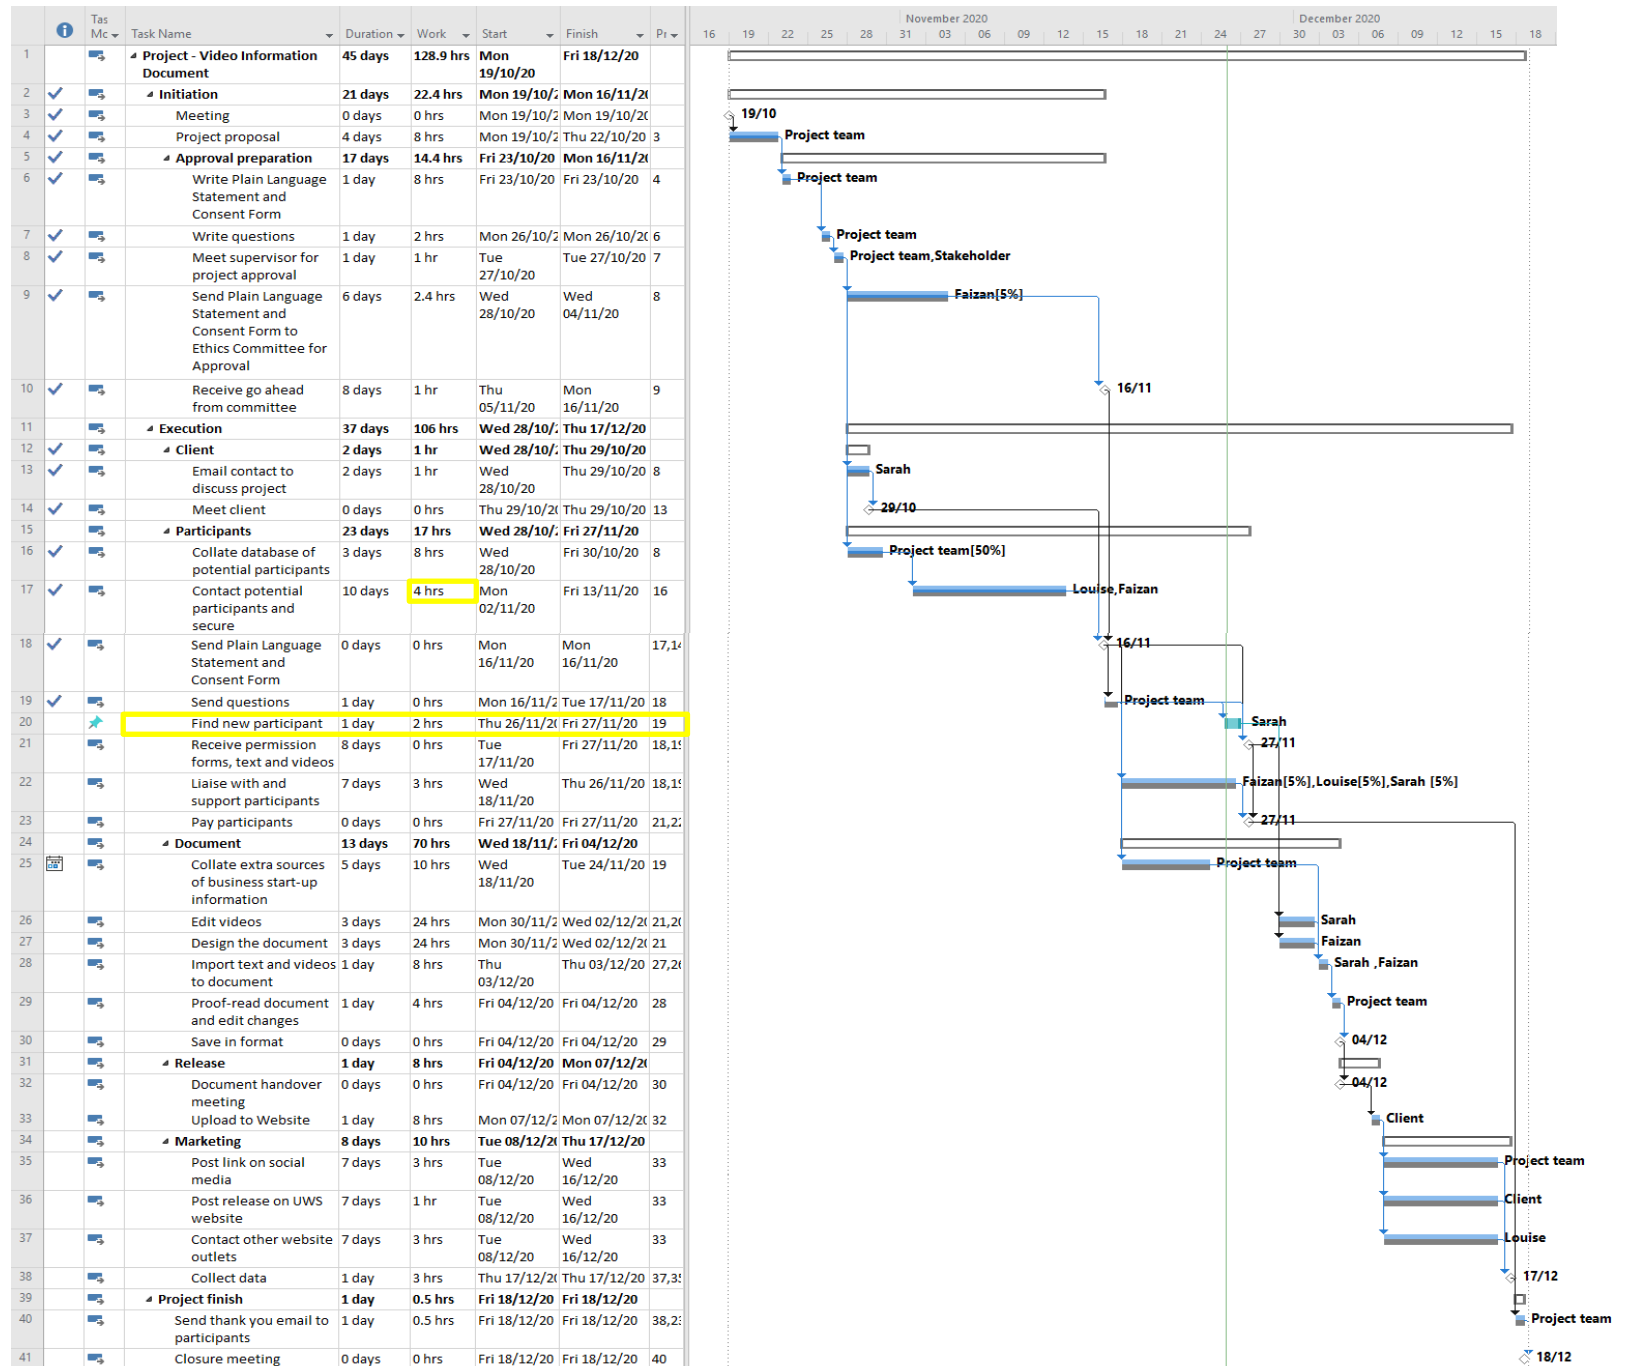 November 2020 December 2020
Tas
Mc Task Name Duration Work Start Finish Pr 16 19 22 25 28 31 03 06 09 12 15 18 21 24 27 30 03 06 09 12 15 18
1 Project - Video Information 45 days 128.9 hrs Mon Fri 18/12/20
Document 19/10/20
2 Initiation 21 days 22.4 hrs Mon 19/10/2 Mon 16/11/20
3 Meeting 0 days 0 hrs Mon 19/10/2 Mon 19/10/20 19/10
4 Project proposal 4 days 8 hrs Mon 19/10/2 Thu 22/10/20 3 Project team
5 Approval preparation 17 days 14.4 hrs Fri 23/10/20 Mon 16/11/20
6 Write Plain Language 1 day 8 hrs Fri 23/10/20 Fri 23/10/20 4 Project team
Statement and
Consent Form
7 Write questions 1 day 2 hrs Mon 26/10/2 Mon 26/10/20 6 Project team
8 Meet supervisor for 1 day 1 hr Tue Tue 27/10/20 7 Project team,Stakeholder
project approval 27/10/20
9 Send Plain Language 6 days 2.4 hrs Wed Wed 8 Faizan[5%]
Statement and 28/10/20 04/11/20
Consent Form to
Ethics Committee for
Approval
10 Receive go ahead 8 days 1 hr Thu Mon 9 16/11
from committee 05/11/20 16/11/20
11 Execution 37 days 106 hrs Wed 28/10/2 Thu 17/12/20
12 Client 2 days 1 hr Wed 28/10/2 Thu 29/10/20
13 Email contact to 2 days 1 hr Wed Thu 29/10/20 8 Sarah
discuss project 28/10/20
14 Meet client 0 days 0 hrs Thu 29/10/20 Thu 29/10/20 13 29/10
15 Participants 23 days 17 hrs Wed 28/10/2 Fri 27/11/20
16 Collate database of 3 days 8 hrs Wed Fri 30/10/20 8 Project team[50%]
potential participants 28/10/20
17 Contact potential 10 days 4 hrs Mon Fri 13/11/20 16 Louise,Faizan
participants and 02/11/20
secure
18 Send Plain Language 0 days 0 hrs Mon Mon 17,14 16/11
Statement and 16/11/20 16/11/20
Consent Form
19 Send questions 1 day 0 hrs Mon 16/11/2 Tue 17/11/20 18 Project team
20 Find new participant 1 day 2 hrs Thu 26/11/20 Fri 27/11/20 19 Sarah
21 Receive permission 8 days 0 hrs Tue Fri 27/11/20 18,19 27/11
forms, text and videos 17/11/20
22 Liaise with and 7 days 3 hrs Wed Thu 26/11/20 18,19 Faizan[5%],Louise[5%],Sarah [5%]
support participants 18/11/20
23 Pay participants 0 days 0 hrs Fri 27/11/20 Fri 27/11/20 21,22 27/11
24 Document 13 days 70 hrs Wed 18/11/2 Fri 04/12/20
25 Collate extra sources 5 days 10 hrs Wed Tue 24/11/20 19 Project team
of business start-up 18/11/20
information
26 Edit videos 3 days 24 hrs Mon 30/11/2 Wed 02/12/20 21,20 Sarah
27 Design the document 3 days 24 hrs Mon 30/11/2 Wed 02/12/20 21 Faizan
28 Import text and videos 1 day 8 hrs Thu Thu 03/12/20 27,26 Sarah ,Faizan
to document 03/12/20
29 Proof-read document 1 day 4 hrs Fri 04/12/20 Fri 04/12/20 28 Project team
and edit changes
30 Save in format 0 days 0 hrs Fri 04/12/20 Fri 04/12/20 29 04/12
31 Release 1 day 8 hrs Fri 04/12/20 Mon 07/12/20
32 Document handover 0 days 0 hrs Fri 04/12/20 Fri 04/12/20 30 04/12
meeting
33 Upload to Website 1 day 8 hrs Mon 07/12/2 Mon 07/12/20 32 Client
34 Marketing 8 days 10 hrs Tue 08/12/20 Thu 17/12/20
35 Post link on social 7 days 3 hrs Tue Wed 33 Project team
media 08/12/20 16/12/20
36 Post release on UWS 7 days 1 hr Tue Wed 33 Client
website 08/12/20 16/12/20
37 Contact other website 7 days 3 hrs Tue Wed 33 Louise
outlets 08/12/20 16/12/20
38 Collect data 1 day 3 hrs Thu 17/12/20 Thu 17/12/20 37,35 17/12
39 Project finish 1 day 0.5 hrs Fri 18/12/20 Fri 18/12/20
40 Send thank you email to 1 day 0.5 hrs Fri 18/12/20 Fri 18/12/20 38,23 Project team
participants
41 Closure meeting 0 days 0 hrs Fri 18/12/20 Fri 18/12/20 40 18/12